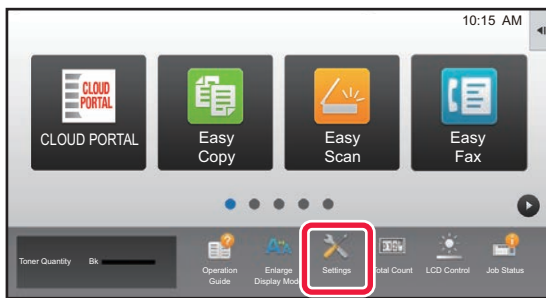 10:15 AM
CLOUD
PORTAL
CLOUD PORTAL
Easy
Copy
Easy
Scan
Easy
Fax
Toner Quantity Bk
Operation
Guide
Enlarge
Display Mode
Settings
Total Count
LCD Control
Job Status